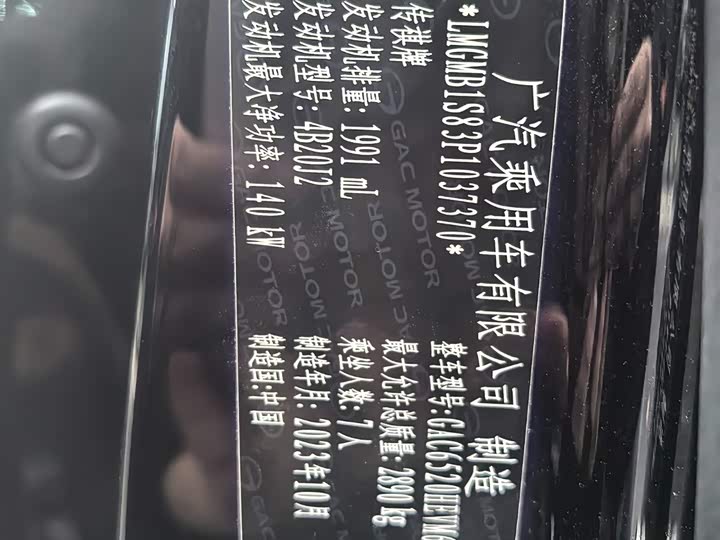 广汽乘用车有限公司 制造
*LMGMB1S83P1037370*
传祺牌 整车型号:GAC6520HEVM6
发动机排量: 1991 mL 最大允许总质量: 2890 kg
发动机型号: 4B20J2 乘坐人数: 7人
发动机最大净功率: 140 kW 制造年月: 2023年10月
制造国:中国
GAC MOTOR